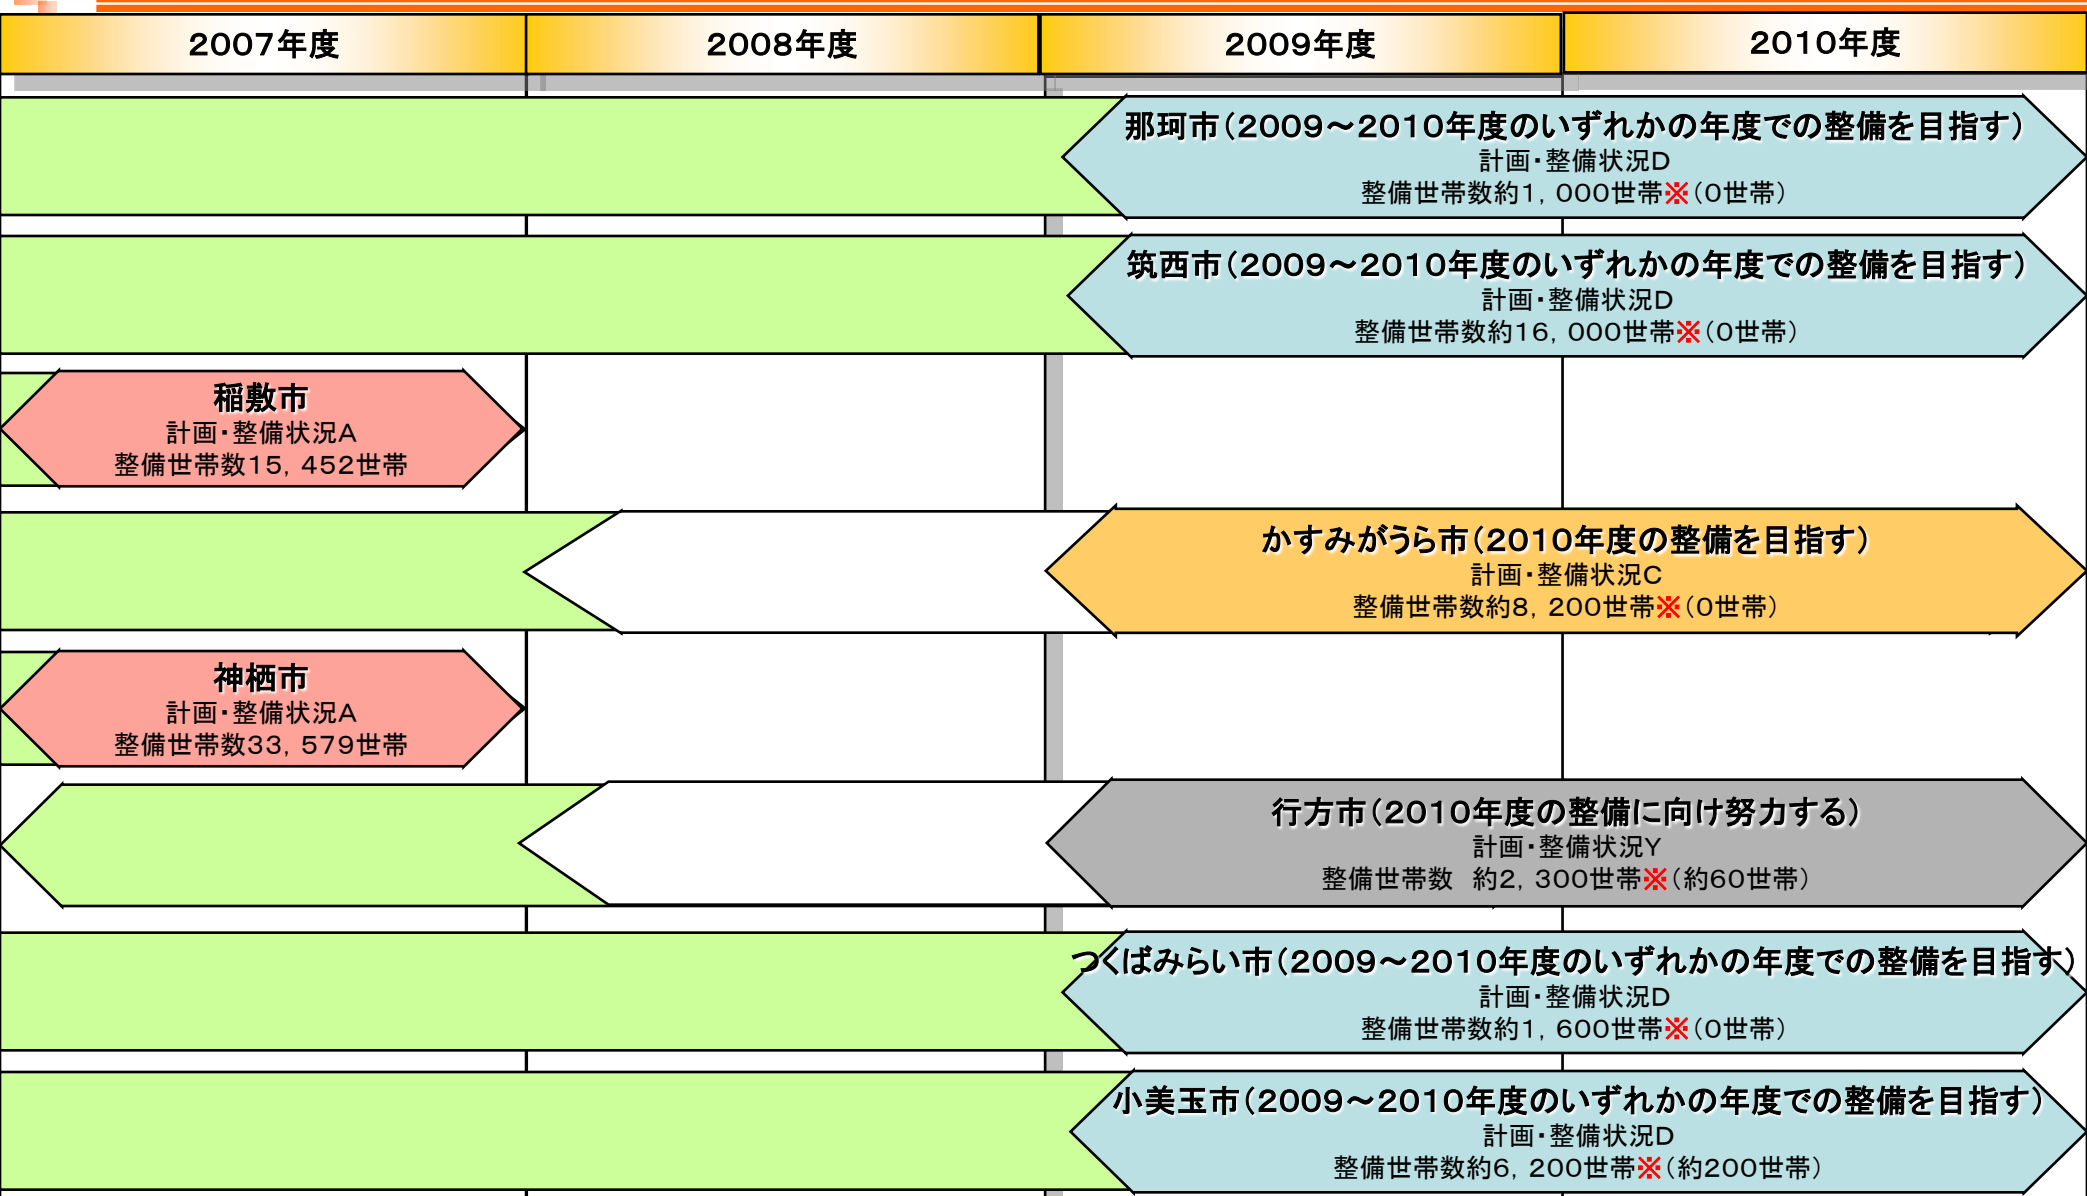 2007年度
2008年度
2009年度
2010年度
那珂市（2009～2010年度のいずれかの年度での整備を目指す）
計画・整備状況D
整備世帯数約1，000世帯※（0世帯）
筑西市（2009～2010年度のいずれかの年度での整備を目指す）
計画・整備状況D
整備世帯数約16，000世帯※（0世帯）
稲敷市
計画・整備状況A
整備世帯数15，452世帯
かすみがうら市（2010年度の整備を目指す）
計画・整備状況C
整備世帯数約8，200世帯※（0世帯）
神栖市
計画・整備状況A
整備世帯数33，579世帯
行方市（2010年度の整備に向け努力する）
計画・整備状況Y
整備世帯数　約2，300世帯※（約60世帯）
つくばみらい市（2009～2010年度のいずれかの年度での整備を目指す）
計画・整備状況D
整備世帯数約1，600世帯※（0世帯）
小美玉市（2009～2010年度のいずれかの年度での整備を目指す）
計画・整備状況D
整備世帯数約6，200世帯※（約200世帯）